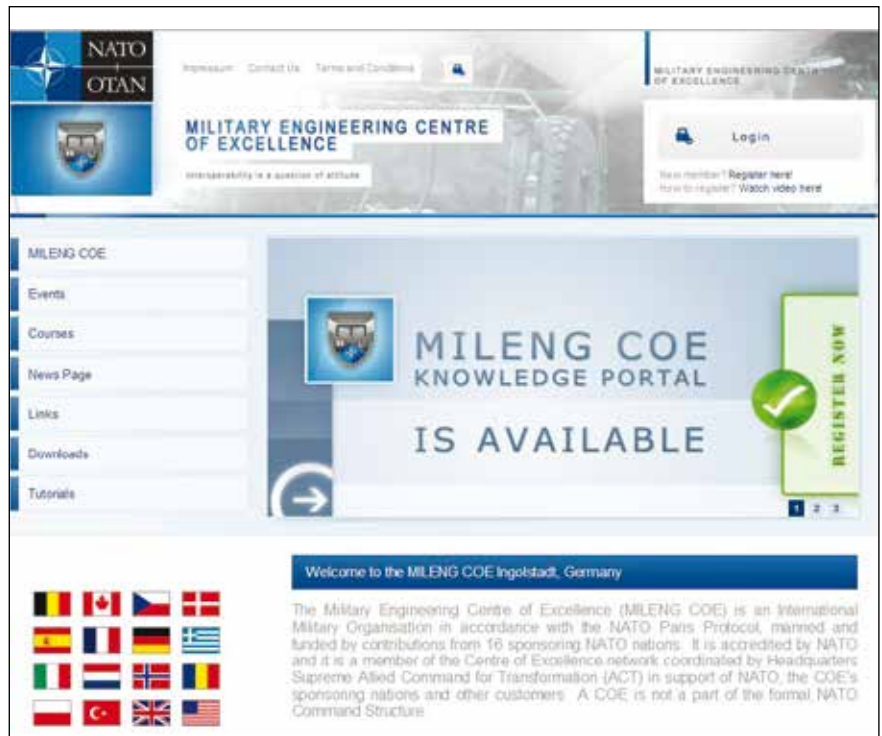 NATO
OTAN
Impressum Contact Us Terms and Conditions
MILITARY ENGINEERING CENTRE
OF EXCELLENCE
MILITARY ENGINEERING CENTRE
OF EXCELLENCE
Interoperability is a question of attitude
Login
New member? Register here!
How to register? Watch video here!
MILENG COE
Events
Courses
News Page
Links
Downloads
Tutorials
MILENG COE
KNOWLEDGE PORTAL
IS AVAILABLE
REGISTER NOW
1 2 3
Welcome to the MILENG COE Ingolstadt, Germany
The Military Engineering Centre of Excellence (MILENG COE) is an International
Military Organisation in accordance with the NATO Paris Protocol, manned and
funded by contributions from 16 sponsoring NATO nations. It is accredited by NATO
and it is a member of the Centre of Excellence network coordinated by Headquarters
Supreme Allied Command for Transformation (ACT) in support of NATO, the COE's
sponsoring nations and other customers. A COE is not a part of the formal NATO
Command Structure